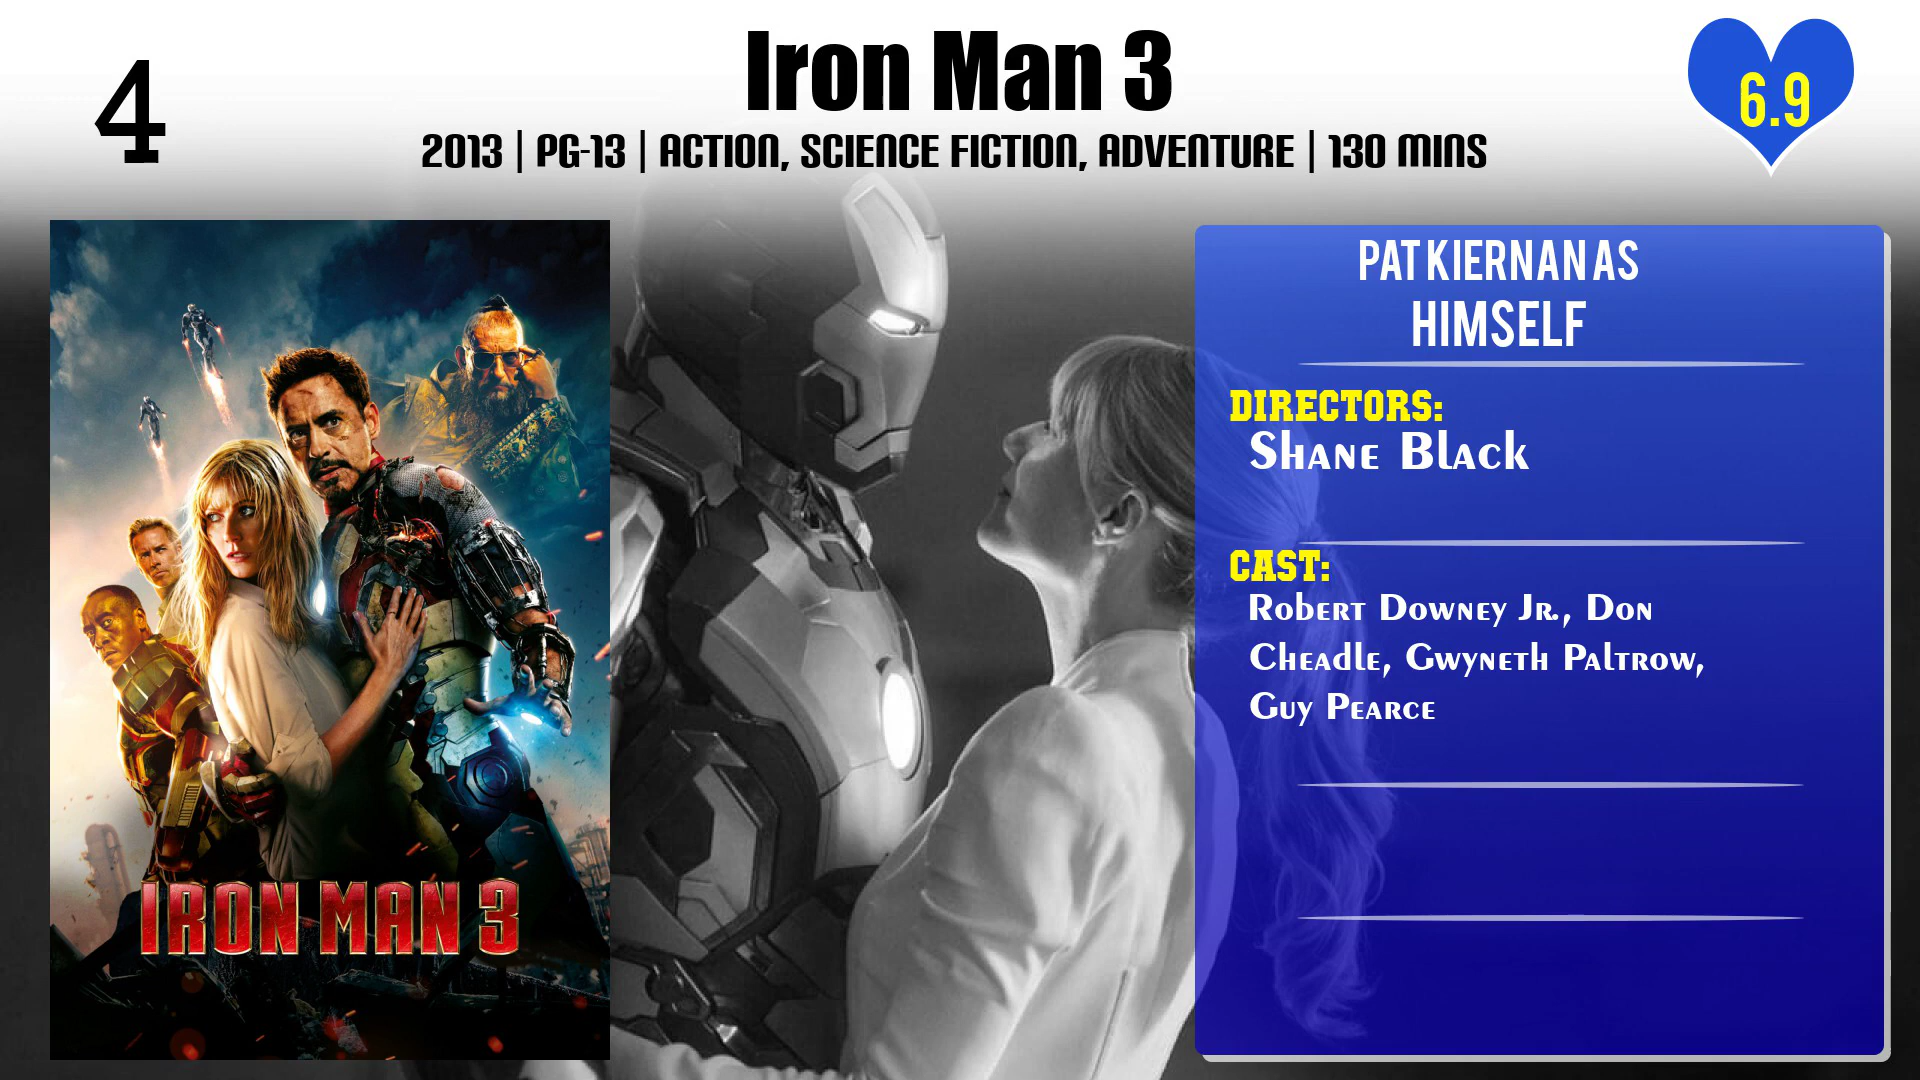 4
Iron Man 3
2013 | PG-13 | ACTION, SCIENCE FICTION, ADVENTURE | 130 MINS
6.9
PAT KIERNAN AS
HIMSELF
DIRECTORS:
Shane Black
CAST:
Robert Downey Jr., Don
Cheadle, Gwyneth Paltrow,
Guy Pearce
IRON MAN 3